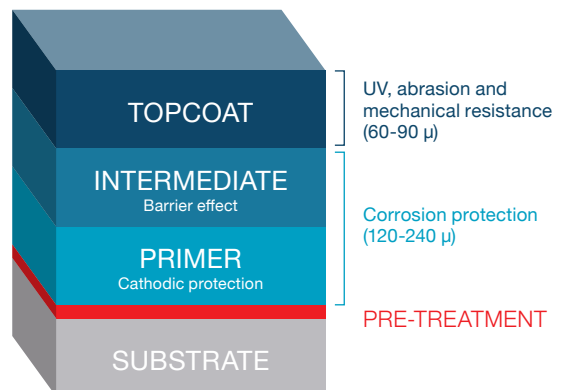 TOPCOAT
UV, abrasion and
mechanical resistance
(60-90 µ)
INTERMEDIATE
Barrier effect
PRIMER
Cathodic protection
Corrosion protection
(120-240 µ)
PRE-TREATMENT
SUBSTRATE